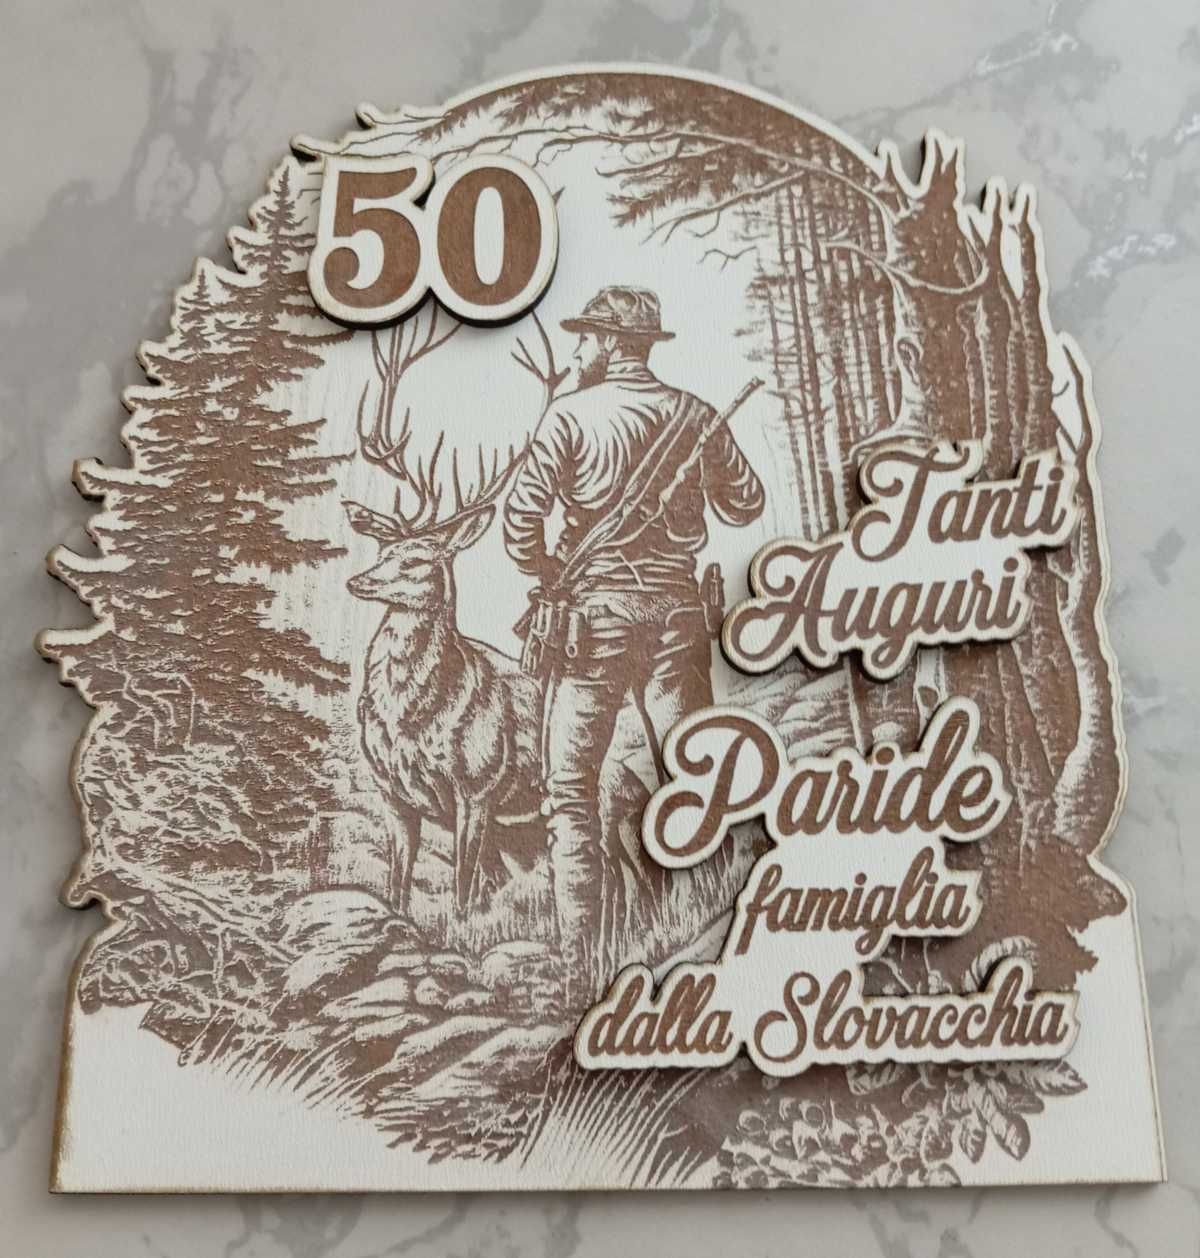 50
Tanti
Auguri
Paride
famiglia
dalla Slovacchia